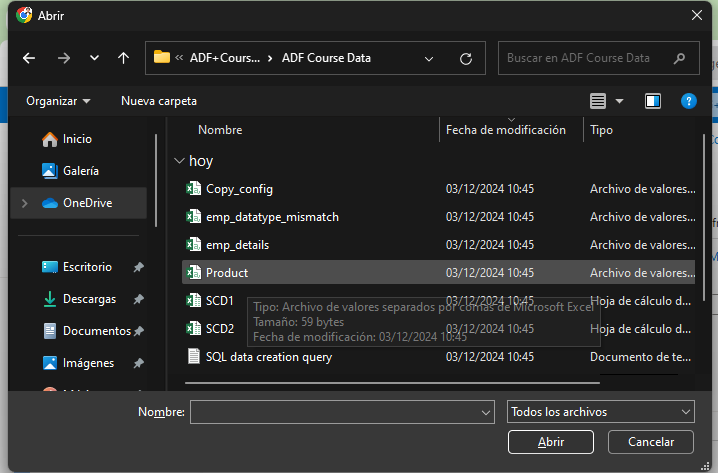 Abrir
« ADF+Cours... > ADF Course Data
Buscar en ADF Course Data
Organizar
Nueva carpeta
Inicio
Galería
OneDrive
Escritorio
Descargas
Documentos
Imágenes
Nombre
Fecha de modificación
Tipo
hoy
Copy_config 03/12/2024 10:45 Archivo de valores...
emp_datatype_mismatch 03/12/2024 10:45 Archivo de valores...
emp_details 03/12/2024 10:45 Archivo de valores...
Product 03/12/2024 10:45 Archivo de valores...
SCD1 03/12/2024 10:45 Hoja de cálculo d...
SCD2 03/12/2024 10:45 Hoja de cálculo d...
SQL data creation query 03/12/2024 10:45 Documento de te...
Tipo: Archivo de valores separados por comas de Microsoft Excel
Tamaño: 59 bytes
Fecha de modificación: 03/12/2024 10:45
Nombre:
Todos los archivos
Abrir
Cancelar